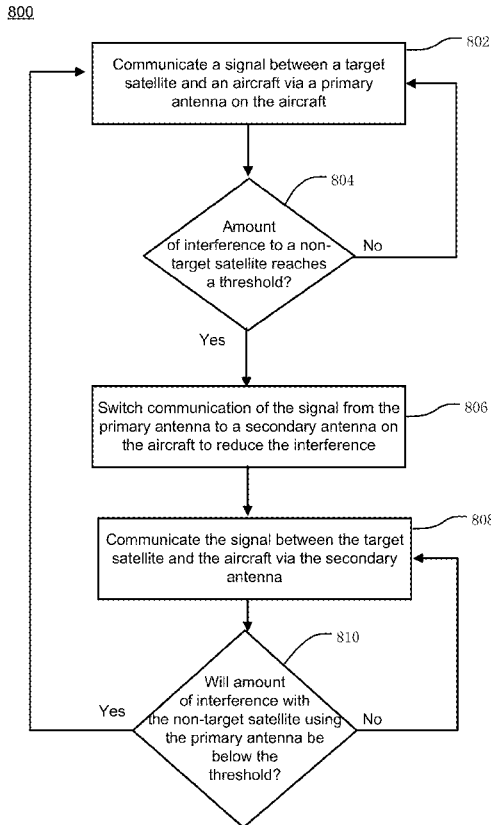 800
802
Communicate a signal between a target
satellite and an aircraft via a primary
antenna on the aircraft
804
Amount
of interference to a non-
target satellite reaches
a threshold?
No
Yes
806
Switch communication of the signal from the
primary antenna to a secondary antenna on
the aircraft to reduce the interference
808
Communicate the signal between the target
satellite and the aircraft via the secondary
antenna
810
Will amount
of interference with
the non-target satellite using
the primary antenna be
below the
threshold?
Yes
No